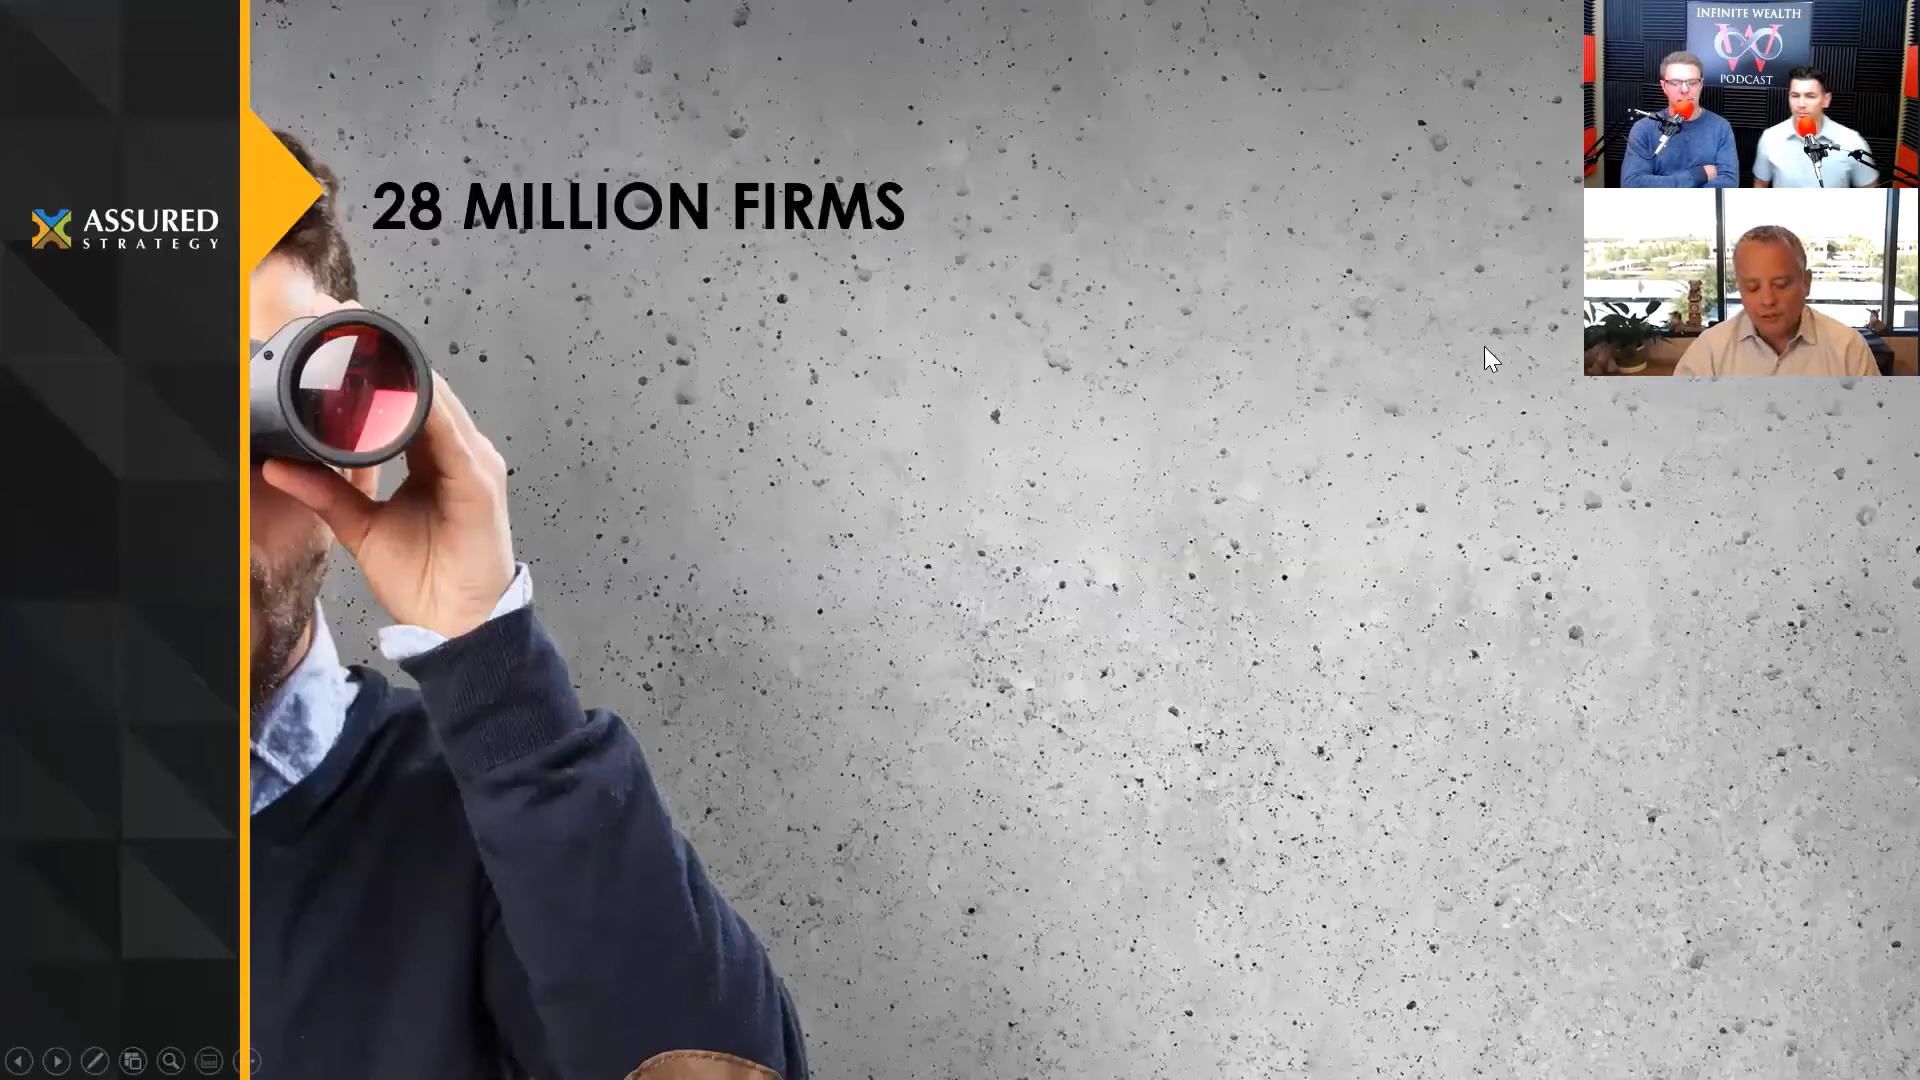 ASSURED
STRATEGY
28 MILLION FIRMS
INFINITE WEALTH
PODCAST